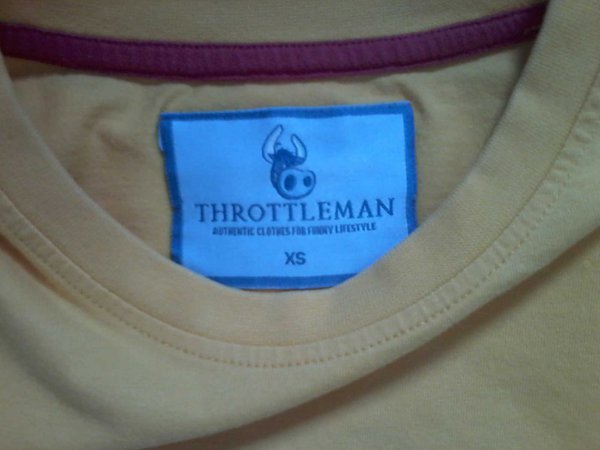 THROTTLEMAN
AUTHENTIC CLOTHES FOR FUNNY LIFESTYLE
XS